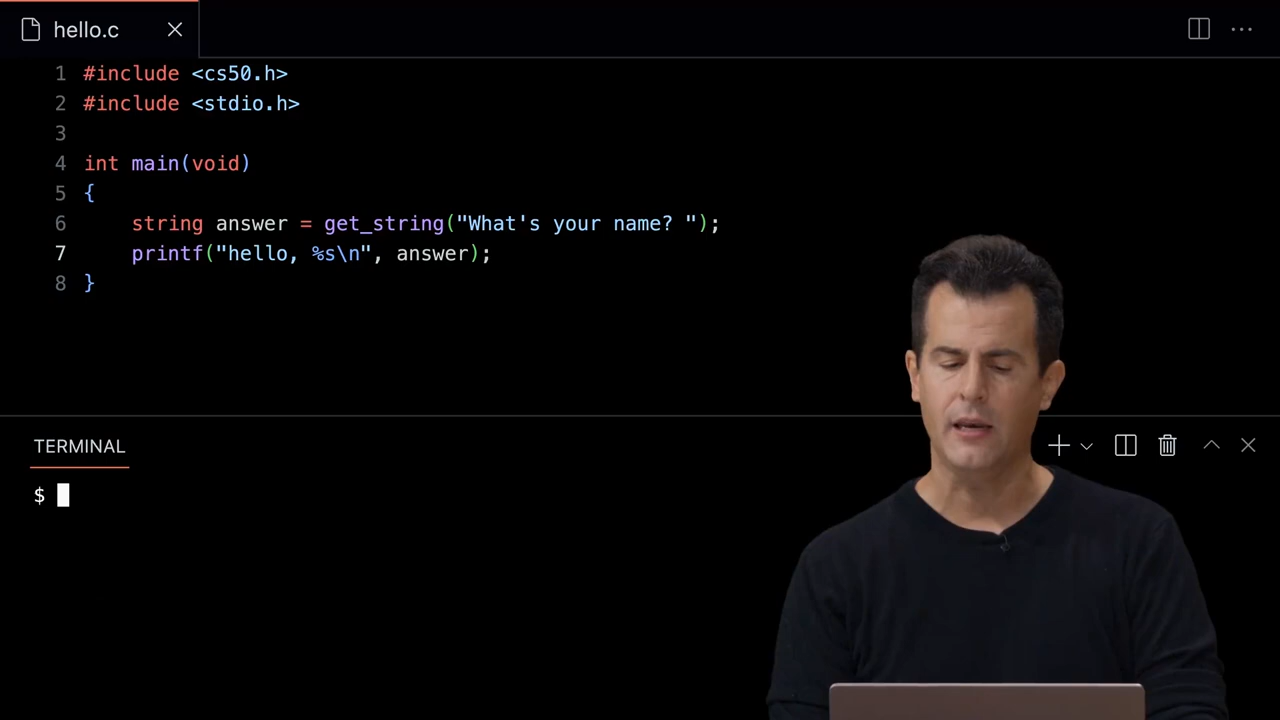 hello.c
1 #include <cs50.h>
2 #include <stdio.h>
3
4 int main(void)
5 {
6     string answer = get_string("What's your name? ");
7     printf("hello, %s\n", answer);
8 }
TERMINAL
$